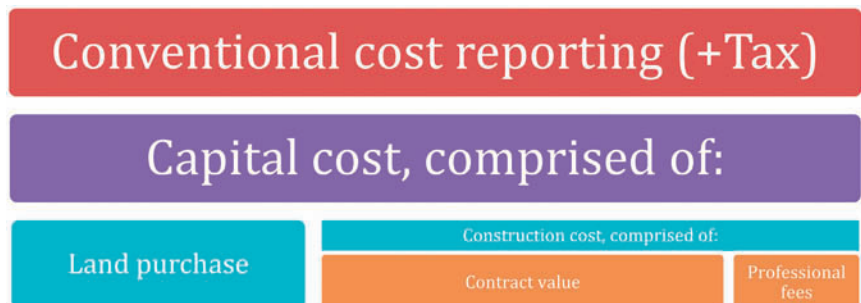 Conventional cost reporting (+Tax)
Capital cost, comprised of:
Land purchase
Construction cost, comprised of:
Contract value
Professional
fees